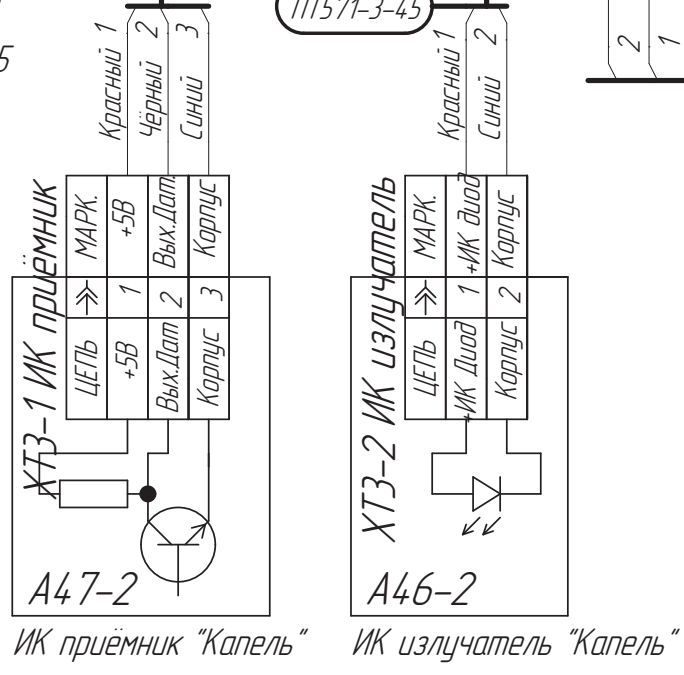 5
ПП571-3-45
Красный 1
Чёрный 2
Синий 3
Красный 1
Синий 2
2
1
ХТ3-1 ИК приёмник
МАРК.
+5В
Вых.Дат.
Корпус
1
2
3
ЦЕПЬ
+5В
Вых.Дат
Корпус
А47-2
ИК приёмник "Капель"
ХТ3-2 ИК излучатель
МАРК.
+ИК диод
Корпус
1
2
ЦЕПЬ
+ИК Диод
Корпус
А46-2
ИК излучатель "Капель"